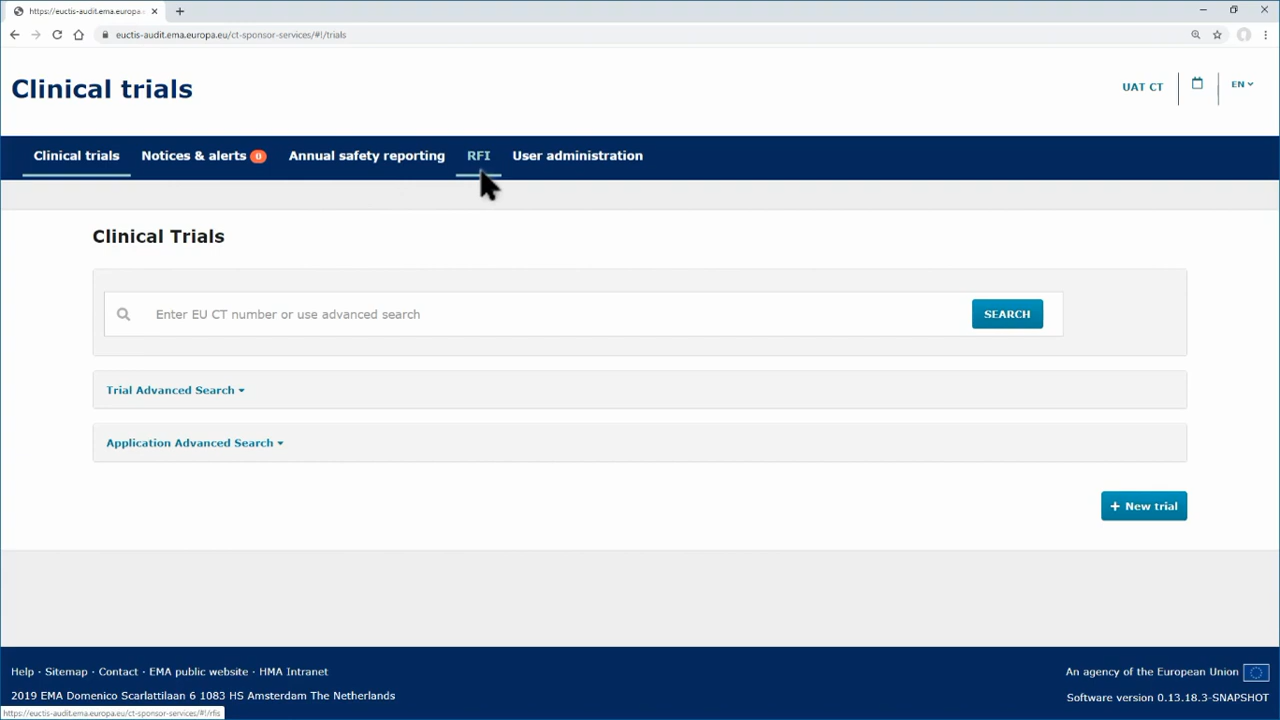 https://euctis-audit.ema.europa.
euctis-audit.ema.europa.eu/ct-sponsor-services/#!/trials
Clinical trials
UAT CT
EN
Clinical trials
Notices & alerts 0
Annual safety reporting
RFI
User administration
Clinical Trials
Enter EU CT number or use advanced search
SEARCH
Trial Advanced Search
Application Advanced Search
+ New trial
Help · Sitemap · Contact · EMA public website · HMA Intranet
An agency of the European Union
2019 EMA Domenico Scarlattilaan 6 1083 HS Amsterdam The Netherlands
Software version 0.13.18.3-SNAPSHOT
https://euctis-audit.ema.europa.eu/ct-sponsor-services/#!/rfis